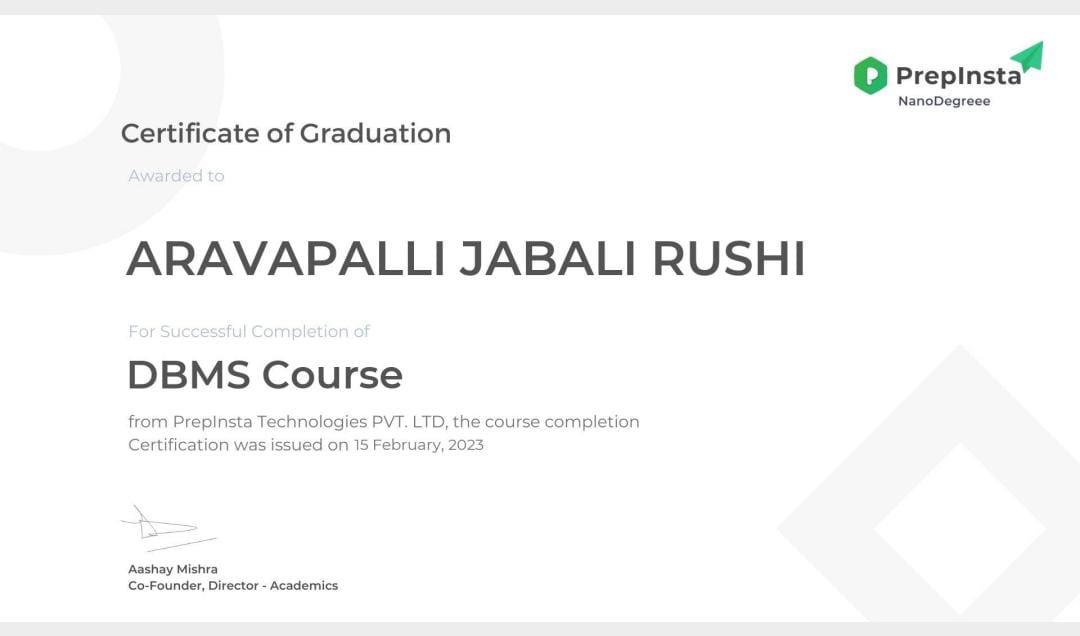 PrepInsta
NanoDegreee
Certificate of Graduation
Awarded to
ARAVAPALLI JABALI RUSHI
For Successful Completion of
DBMS Course
from PrepInsta Technologies PVT. LTD, the course completion
Certification was issued on 15 February, 2023
Aashay Mishra
Co-Founder, Director - Academics